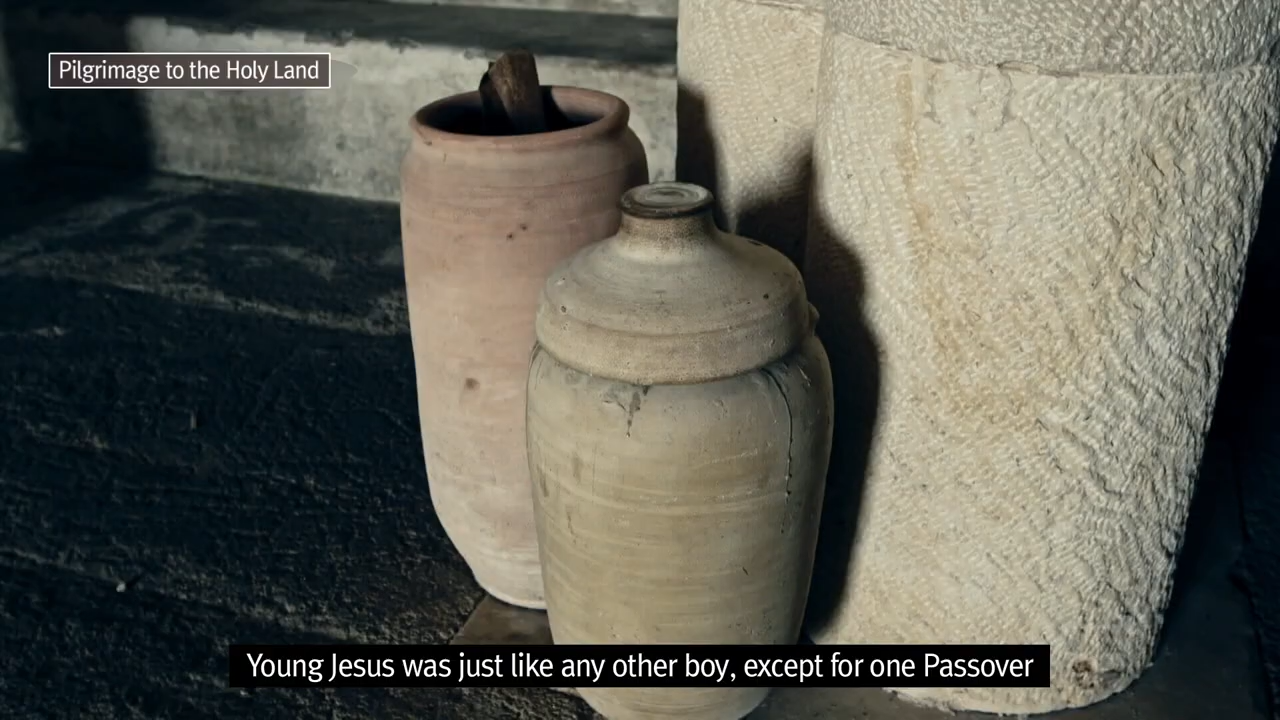 Pilgrimage to the Holy Land
Young Jesus was just like any other boy, except for one Passover